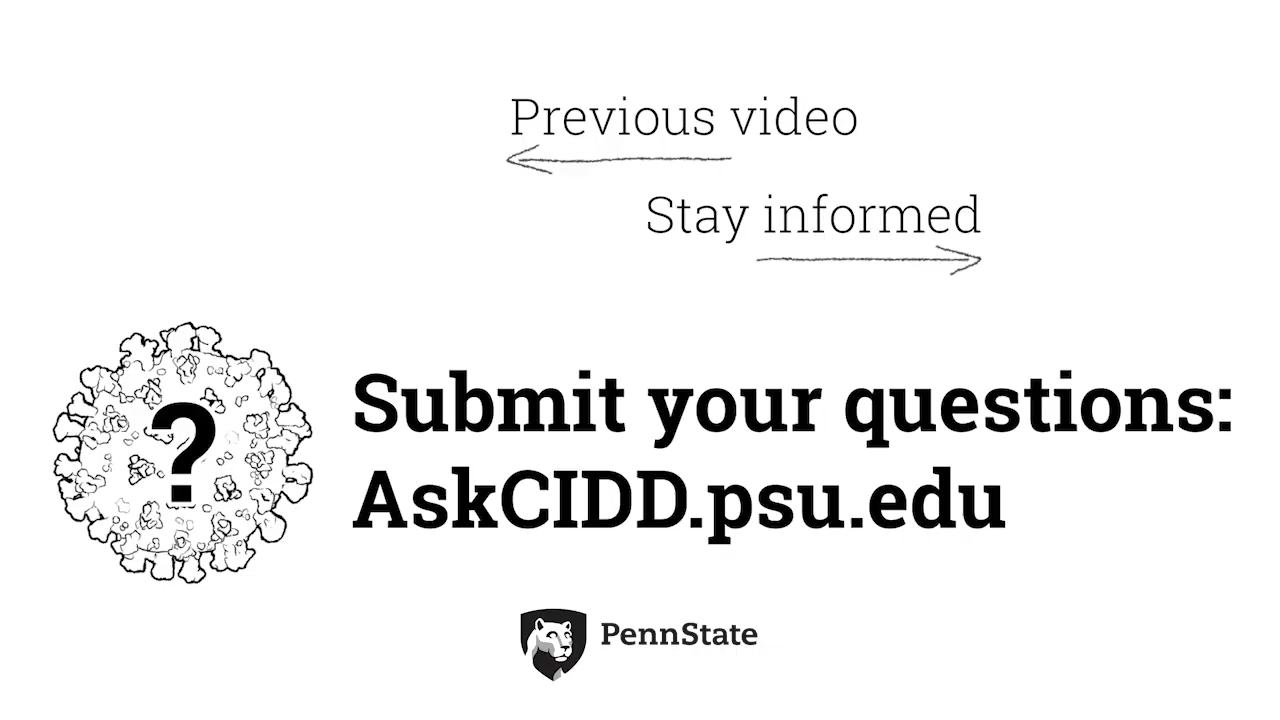 Previous video
Stay informed
?
Submit your questions:
AskCIDD.psu.edu
PennState